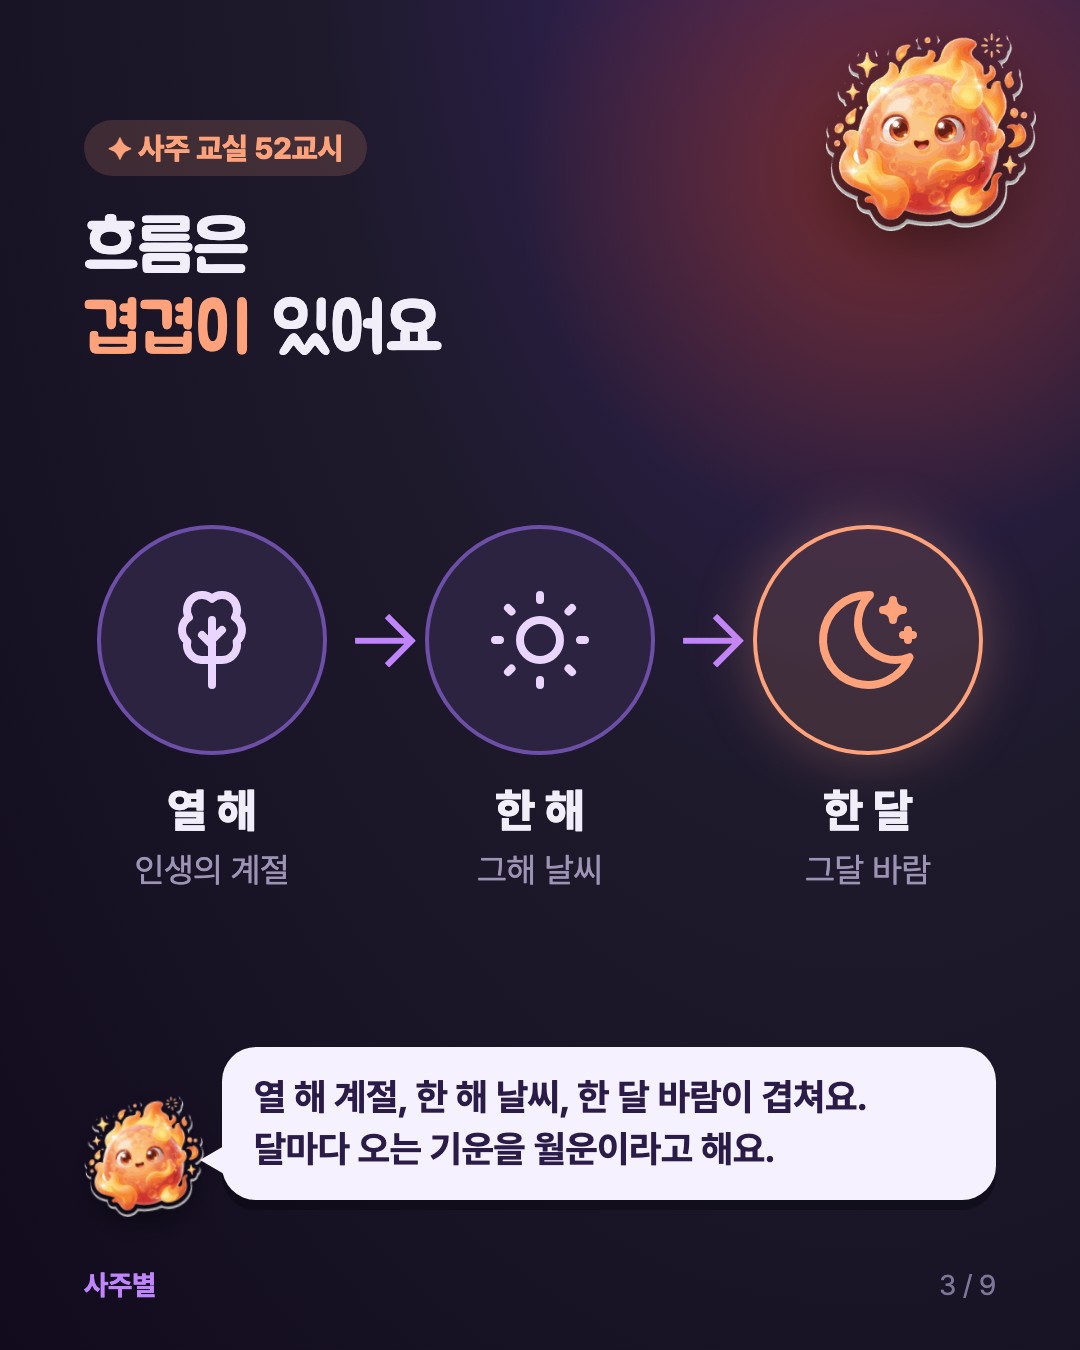 사주 교실 52교시
흐름은
겹겹이 있어요
열 해
인생의 계절
한 해
그해 날씨
한 달
그달 바람
열 해 계절, 한 해 날씨, 한 달 바람이 겹쳐요.
달마다 오는 기운을 월운이라고 해요.
사주별
3 / 9